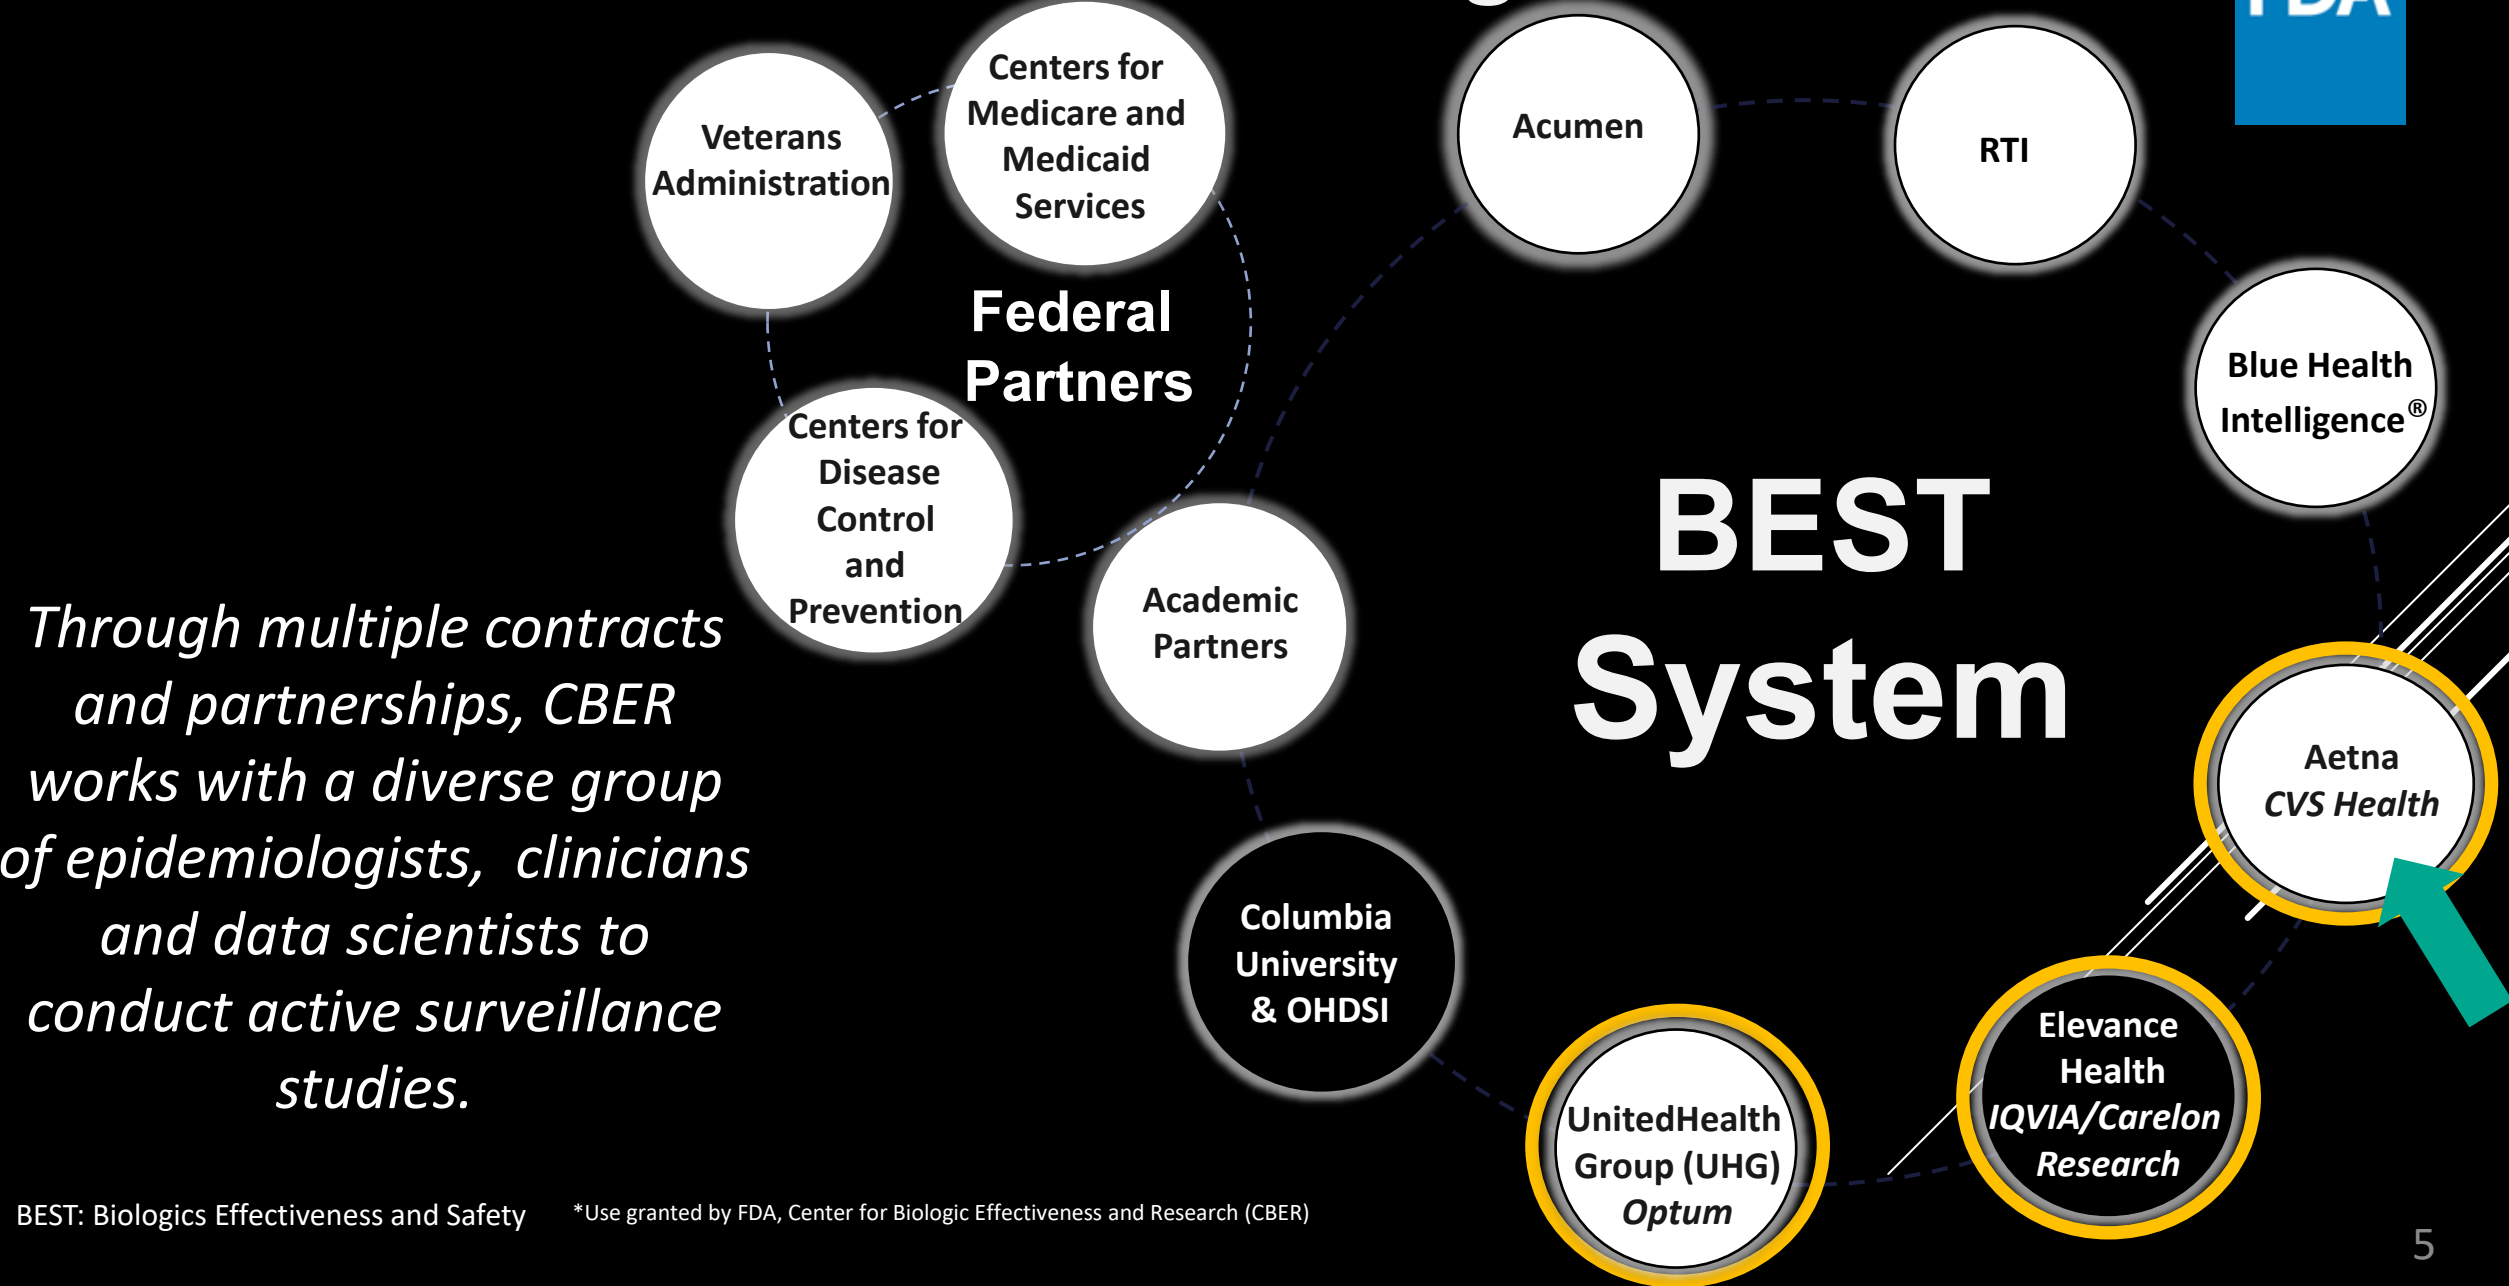 FDA
Veterans
Administration
Centers for
Medicare and
Medicaid
Services
Federal
Partners
Centers for
Disease
Control
and
Prevention
Acumen
RTI
Blue Health
Intelligence®
BEST
System
Academic
Partners
Aetna
CVS Health
Columbia
University
& OHDSI
UnitedHealth
Group (UHG)
Optum
Elevance
Health
IQVIA/Carelon
Research
Through multiple contracts
and partnerships, CBER
works with a diverse group
of epidemiologists, clinicians
and data scientists to
conduct active surveillance
studies.
BEST: Biologics Effectiveness and Safety
*Use granted by FDA, Center for Biologic Effectiveness and Research (CBER)
5